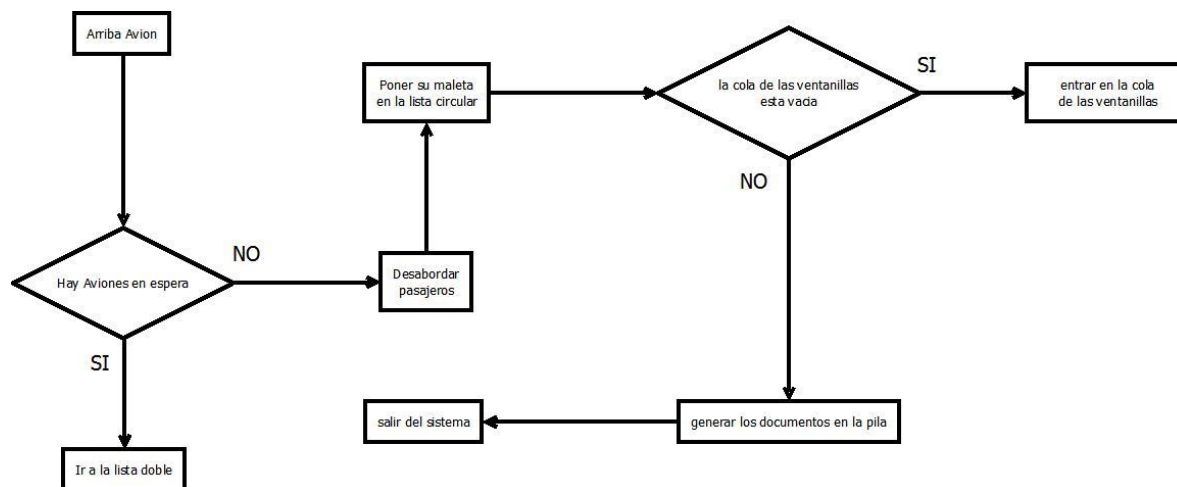 Arriba Avion
Hay Aviones en espera
NO
SI
Ir a la lista doble
Desabordar
pasajeros
Poner su maleta
en la lista circular
la cola de las ventanillas
esta vacia
SI
entrar en la cola
de las ventanillas
NO
generar los documentos en la pila
salir del sistema